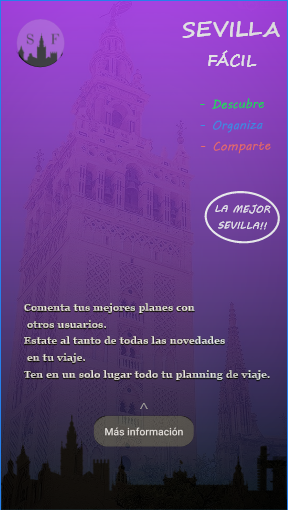 S F
SEVILLA
FÁCIL
- Descubre
- Organiza
- Comparte
LA MEJOR
SEVILLA!!
Comenta tus mejores planes con
otros usuarios.
Estate al tanto de todas las novedades
en tu viaje.
Ten en un solo lugar todo tu planning de viaje.
Más información